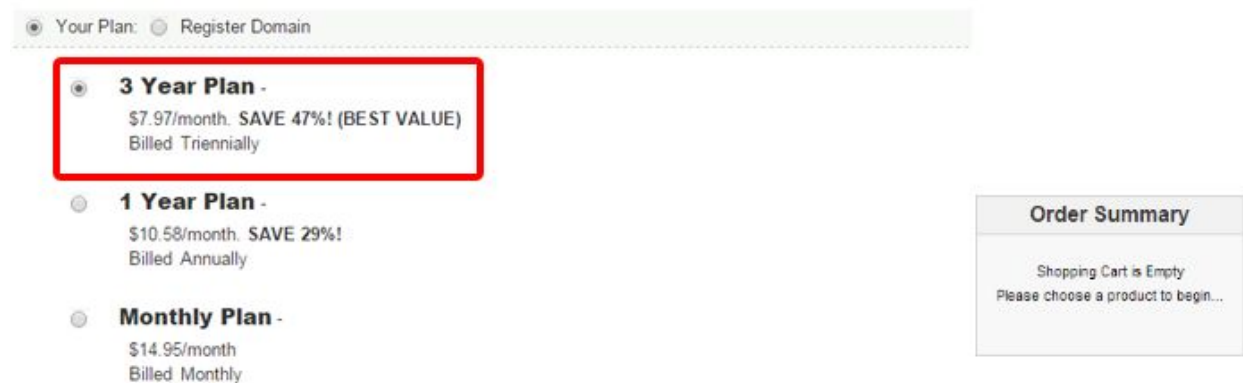 Your Plan: Register Domain
3 Year Plan -
$7.97/month. SAVE 47%! (BEST VALUE)
Billed Triennially
1 Year Plan -
$10.58/month. SAVE 29%!
Billed Annually
Monthly Plan -
$14.95/month
Billed Monthly
Order Summary
Shopping Cart is Empty
Please choose a product to begin...